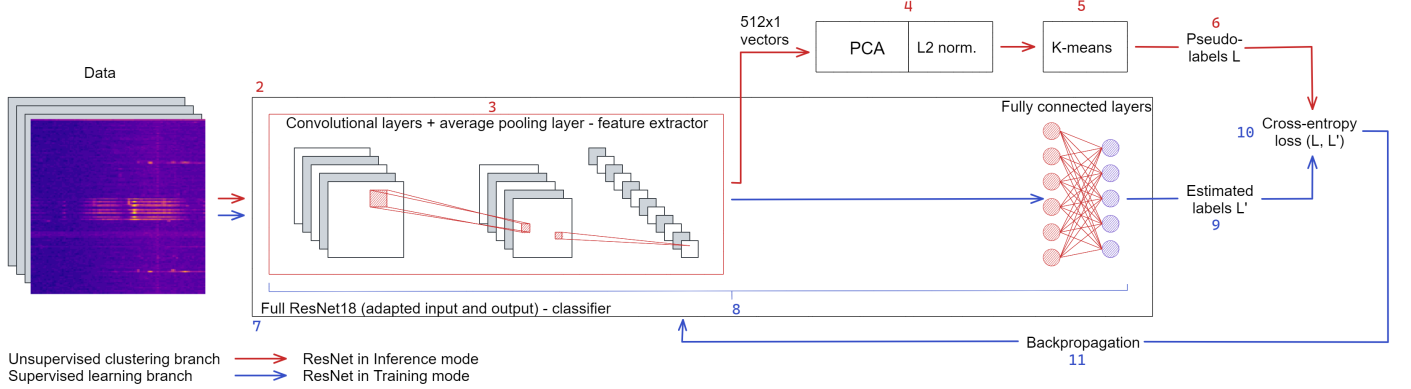 4
5
6
512x1
vectors
PCA
L2 norm.
K-means
Pseudo-
labels L
Data
2
3
Fully connected layers
Convolutional layers + average pooling layer - feature extractor
10
Cross-entropy
loss (L, L')
Estimated
labels L'
9
Full ResNet18 (adapted input and output) - classifier
8
7
Backpropagation
11
Unsupervised clustering branch
ResNet in Inference mode
Supervised learning branch
ResNet in Training mode